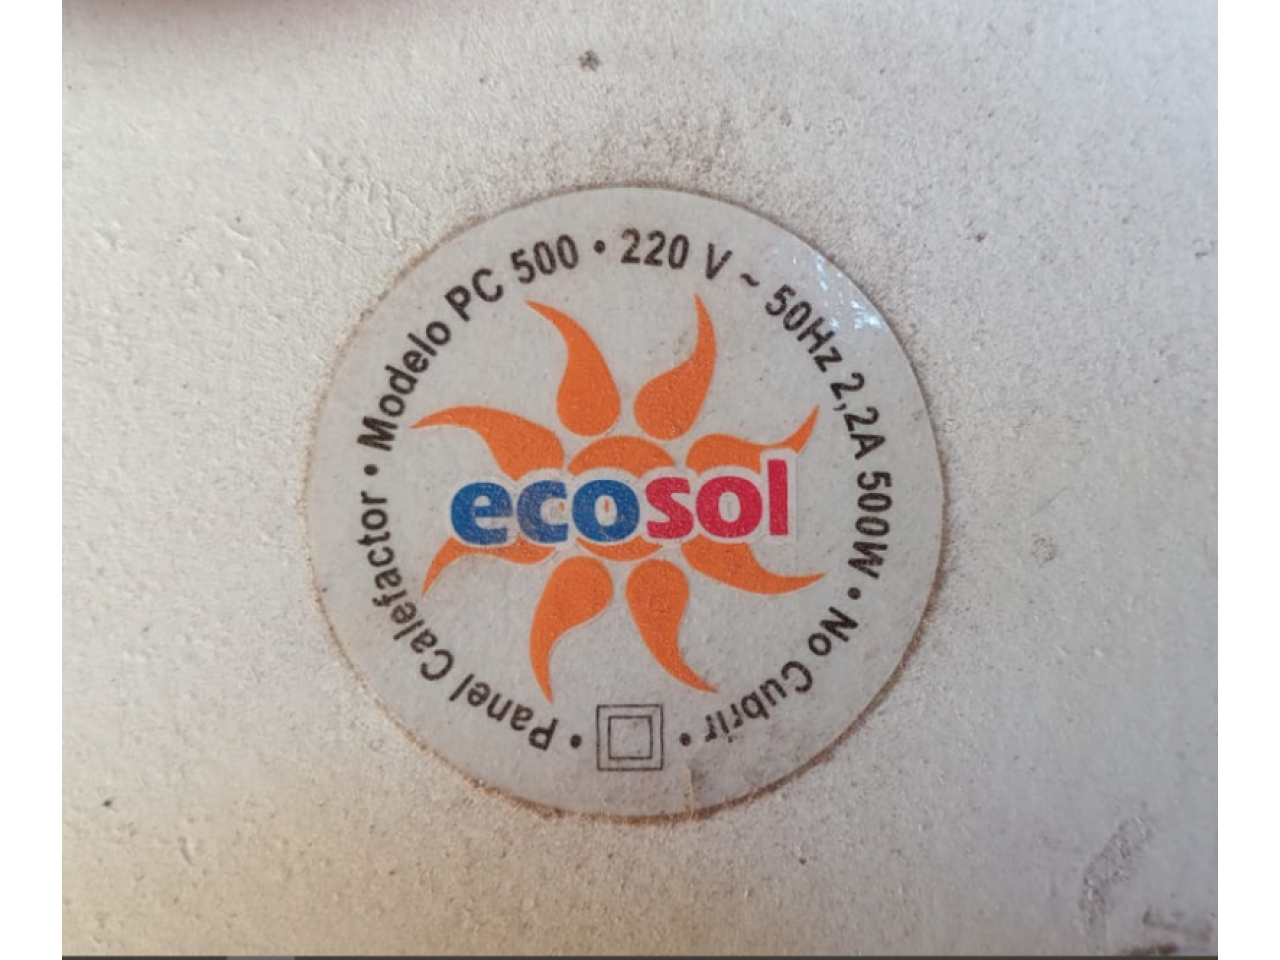 Panel Calefactor • Modelo PC 500 • 220 V ~ 50Hz 2,2A 500W • No Cubrir
ecosol